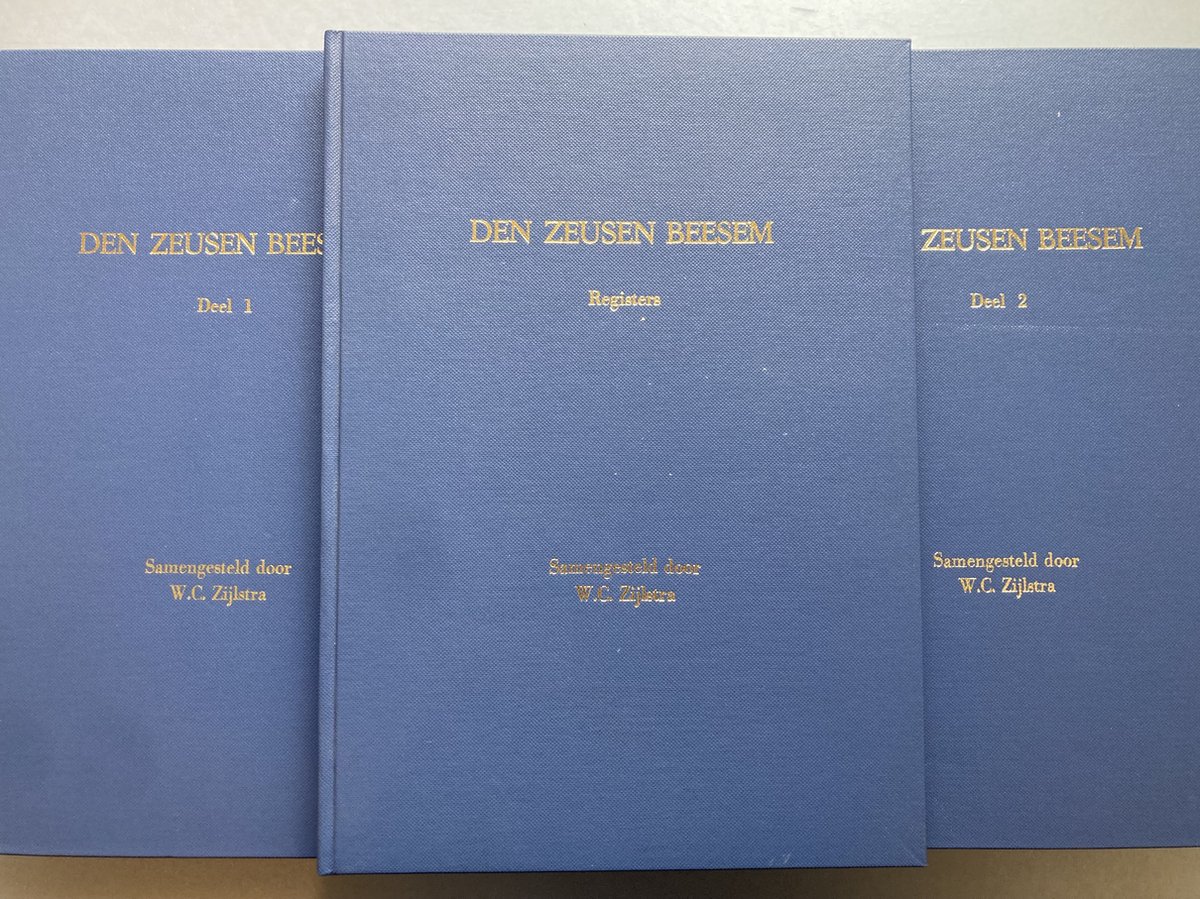 DEN ZEUSEN BEES
Deel 1
Samengesteld door
W.C. Zijlstra
DEN ZEUSEN BEESEM
Registers
Samengesteld door
W.C. Zijlstra
ZEUSEN BEESEM
Deel 2
Samengesteld door
W.C. Zijlstra